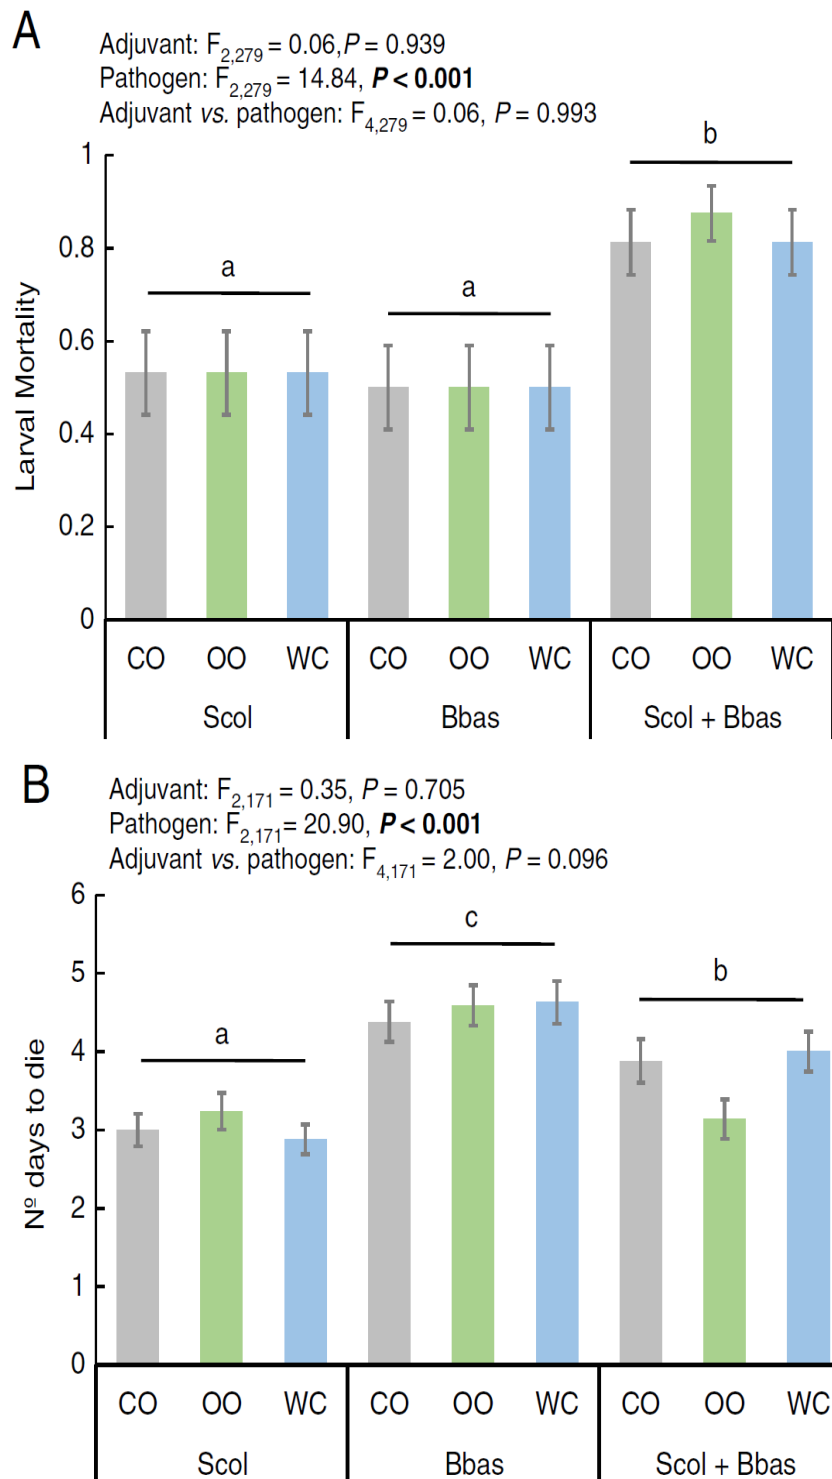 A
Adjuvant: F2,279 = 0.06,P = 0.939
Pathogen: F2,279 = 14.84, P < 0.001
Adjuvant vs. pathogen: F4,279 = 0.06, P = 0.993
b
1
0.8
a
a
0.6
0.4
0.2
0
Larval Mortality
CO OO WC CO OO WC CO OO WC
Scol Bbas Scol + Bbas
B
Adjuvant: F2,171 = 0.35, P = 0.705
Pathogen: F2,171= 20.90, P < 0.001
Adjuvant vs. pathogen: F4,171 = 2.00, P = 0.096
6
c
b
5
a
4
3
2
1
0
Nº days to die
CO OO WC CO OO WC CO OO WC
Scol Bbas Scol + Bbas